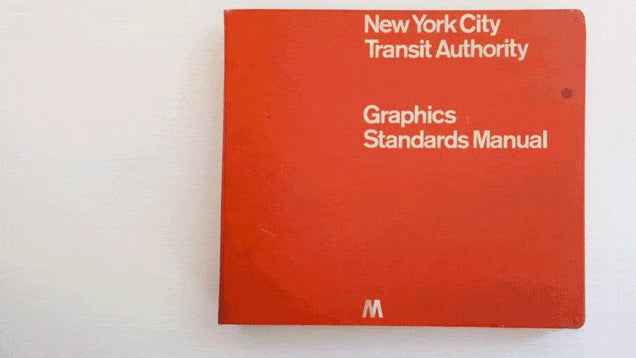 New York City
Transit Authority
Graphics
Standards Manual
M